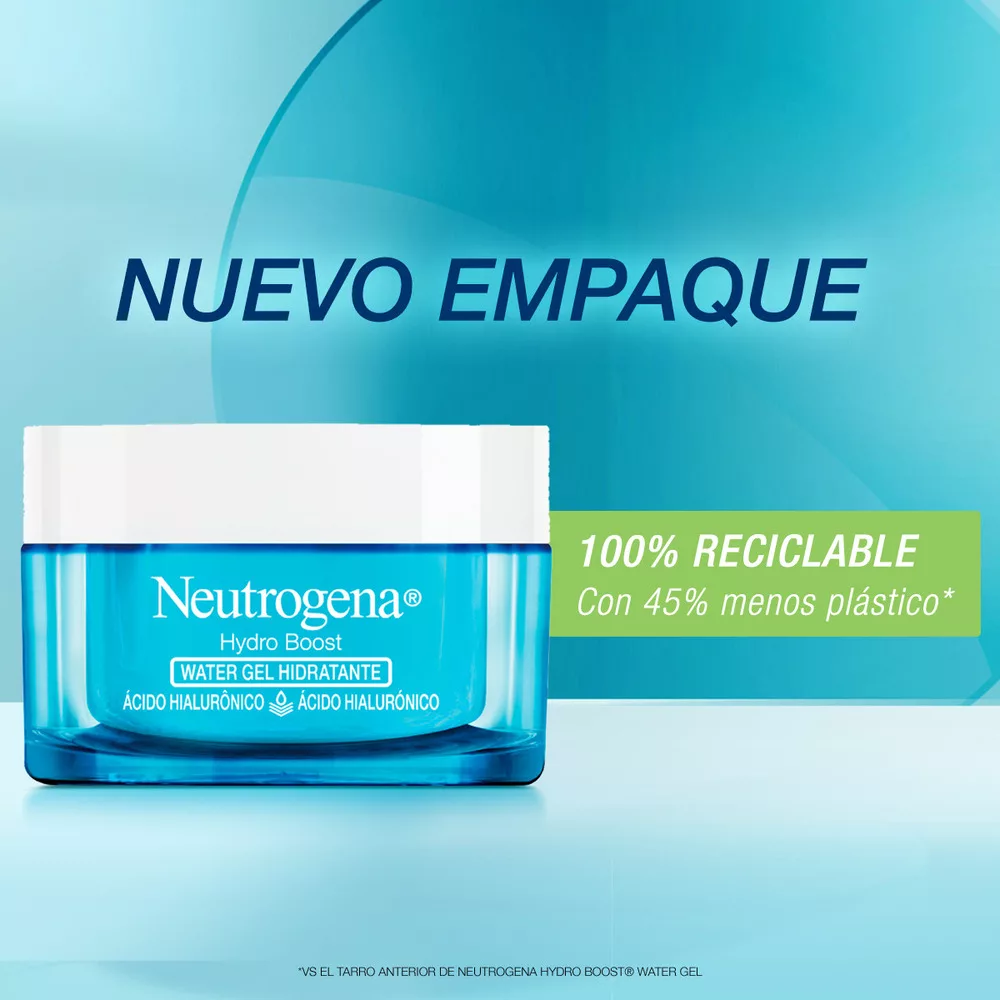 NUEVO EMPAQUE
100% RECICLABLE
Con 45% menos plástico*
Neutrogena®
Hydro Boost
WATER GEL HIDRATANTE
ÁCIDO HIALURÔNICO ÁCIDO HIALURÓNICO
*VS EL TARRO ANTERIOR DE NEUTROGENA HYDRO BOOST® WATER GEL